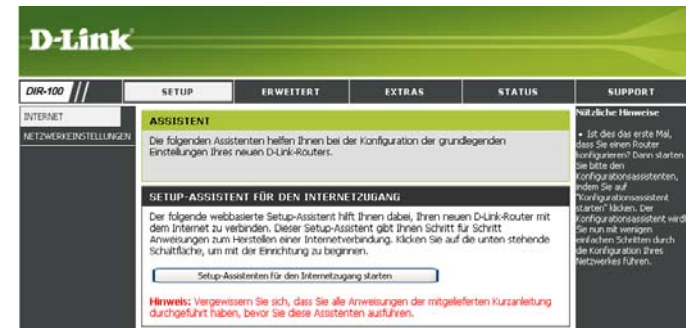 D-Link
DIR-100
SETUP
ERWEITERT
EXTRAS
STATUS
SUPPORT
INTERNET
NETZWERKEINSTELLUNGEN
ASSISTENT
Die folgenden Assistenten helfen Ihnen bei der Konfiguration der grundlegenden
Einstellungen Ihres neuen D-Link-Routers.
SETUP-ASSISTENT FÜR DEN INTERNETZUGANG
Der folgende webbasierte Setup-Assistent hilft Ihnen dabei, Ihren neuen D-Link-Router mit
dem Internet zu verbinden. Dieser Setup-Assistent gibt Ihnen Schritt für Schritt
Anweisungen zum Herstellen einer Internetverbindung. Klicken Sie auf die unten stehende
Schaltfläche, um mit der Einrichtung zu beginnen.
Setup-Assistenten für den Internetzugang starten
Hinweis: Vergewissern Sie sich, dass Sie alle Anweisungen der mitgelieferten Kurzanleitung
durchgeführt haben, bevor Sie diese Assistenten ausführen.
Nützliche Hinweise
• Ist dies das erste Mal,
dass Sie einen Router
konfigurieren? Dann starten
Sie bitte den
Konfigurationsassistenten,
indem Sie auf
"Konfigurationsassistent
starten" klicken. Der
Konfigurationsassistent wird
Sie nun mit wenigen
einfachen Schritten durch
die Konfiguration Ihres
Netzwerkes führen.